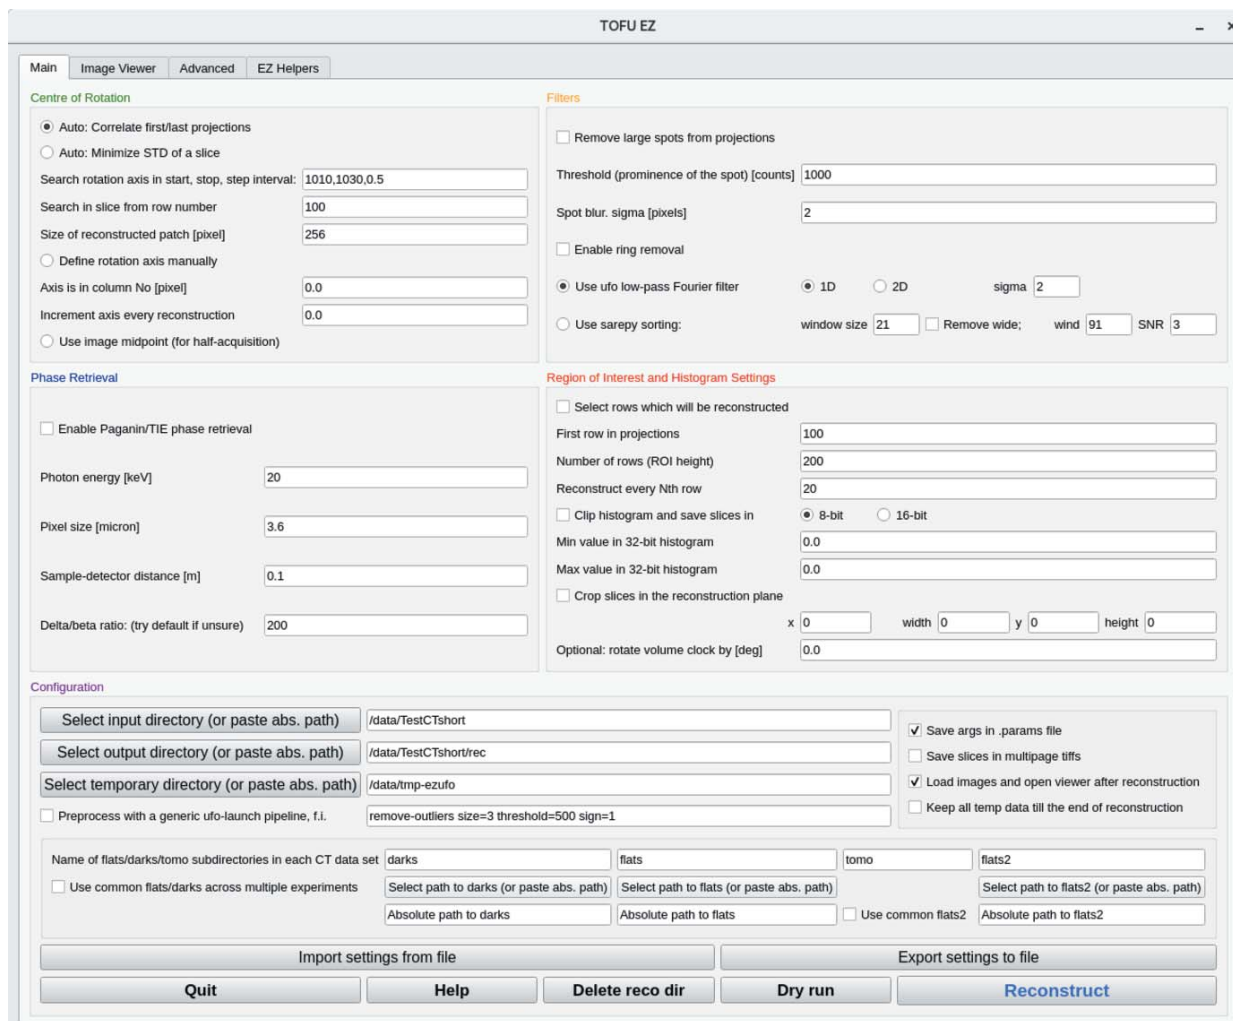 TOFU EZ
Main Image Viewer Advanced EZ Helpers
Centre of Rotation
Auto: Correlate first/last projections
Auto: Minimize STD of a slice
Search rotation axis in start, stop, step interval: 1010,1030,0.5
Search in slice from row number 100
Size of reconstructed patch [pixel] 256
Define rotation axis manually
Axis is in column No [pixel] 0.0
Increment axis every reconstruction 0.0
Use image midpoint (for half-acquisition)
Filters
Remove large spots from projections
Threshold (prominence of the spot) [counts] 1000
Spot blur. sigma [pixels] 2
Enable ring removal
Use ufo low-pass Fourier filter 1D 2D sigma 2
Use sarepy sorting: window size 21 Remove wide; wind 91 SNR 3
Phase Retrieval
Enable Paganin/TIE phase retrieval
Photon energy [keV] 20
Pixel size [micron] 3.6
Sample-detector distance [m] 0.1
Delta/beta ratio: (try default if unsure) 200
Region of Interest and Histogram Settings
Select rows which will be reconstructed
First row in projections 100
Number of rows (ROI height) 200
Reconstruct every Nth row 20
Clip histogram and save slices in 8-bit 16-bit
Min value in 32-bit histogram 0.0
Max value in 32-bit histogram 0.0
Crop slices in the reconstruction plane
x 0 width 0 y 0 height 0
Optional: rotate volume clock by [deg] 0.0
Configuration
Select input directory (or paste abs. path) /data/TestCTshort
Select output directory (or paste abs. path) /data/TestCTshort/rec
Select temporary directory (or paste abs. path) /data/tmp-ezufo
Preprocess with a generic ufo-launch pipeline, f.i. remove-outliers size=3 threshold=500 sign=1
Save args in .params file
Save slices in multipage tiffs
Load images and open viewer after reconstruction
Keep all temp data till the end of reconstruction
Name of flats/darks/tomo subdirectories in each CT data set darks flats tomo flats2
Use common flats/darks across multiple experiments Select path to darks (or paste abs. path) Select path to flats (or paste abs. path) Select path to flats2 (or paste abs. path)
Absolute path to darks Absolute path to flats Use common flats2 Absolute path to flats2
Import settings from file Export settings to file
Quit Help Delete reco dir Dry run Reconstruct